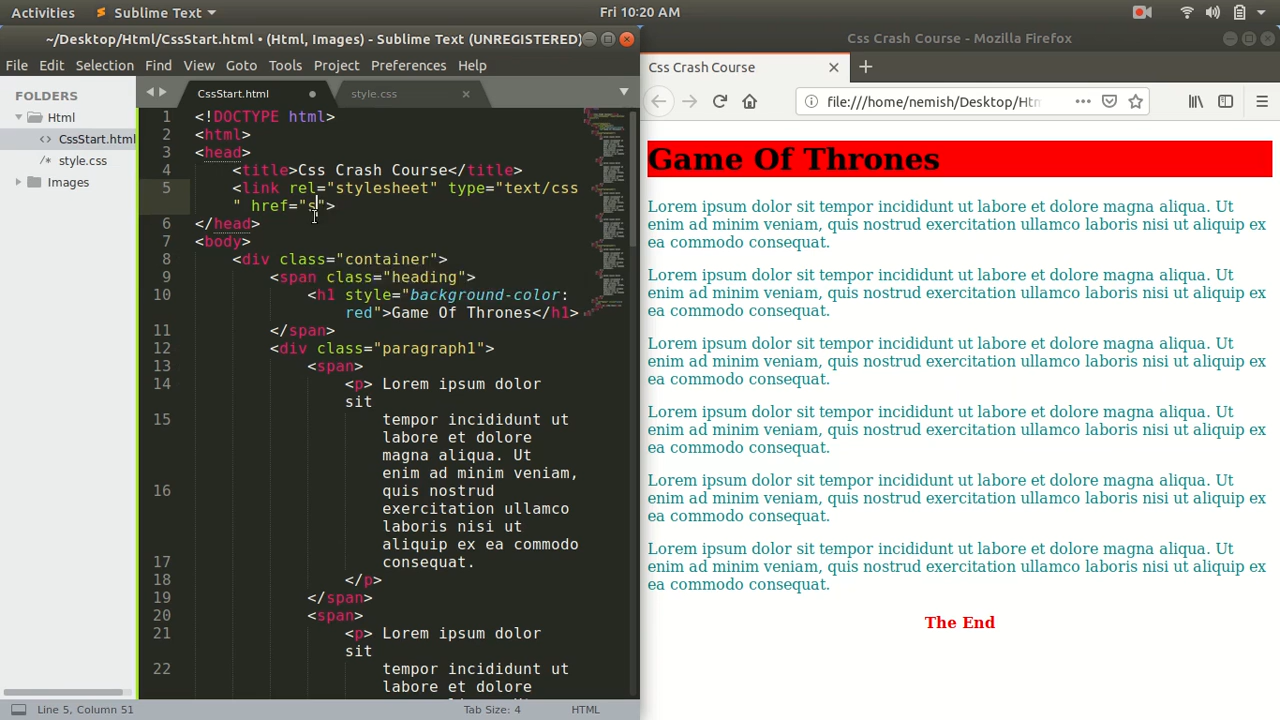 Activities
Sublime Text
Fri 10:20 AM
~/Desktop/Html/CssStart.html • (Html, Images) - Sublime Text (UNREGISTERED)
File Edit Selection Find View Goto Tools Project Preferences Help
FOLDERS
Html
<> CssStart.html
/* style.css
Images
CssStart.html
style.css
1 <!DOCTYPE html>
2 <html>
3 <head>
4 <title>Css Crash Course</title>
5 <link rel="stylesheet" type="text/css
" href="s">
6 </head>
7 <body>
8 <div class="container">
9 <span class="heading">
10 <h1 style="background-color:
red">Game Of Thrones</h1>
11 </span>
12 <div class="paragraph1">
13 <span>
14 <p> Lorem ipsum dolor
sit
15 tempor incididunt ut
labore et dolore
magna aliqua. Ut
enim ad minim veniam,
16 quis nostrud
exercitation ullamco
laboris nisi ut
aliquip ex ea commodo
17 consequat.
18 </p>
19 </span>
20 <span>
21 <p> Lorem ipsum dolor
sit
22 tempor incididunt ut
labore et dolore
Line 5, Column 51
Tab Size: 4
HTML
Css Crash Course - Mozilla Firefox
Css Crash Course
file:///home/nemish/Desktop/Htm
Game Of Thrones
Lorem ipsum dolor sit tempor incididunt ut labore et dolore magna aliqua. Ut
enim ad minim veniam, quis nostrud exercitation ullamco laboris nisi ut aliquip ex
ea commodo consequat.
Lorem ipsum dolor sit tempor incididunt ut labore et dolore magna aliqua. Ut
enim ad minim veniam, quis nostrud exercitation ullamco laboris nisi ut aliquip ex
ea commodo consequat.
Lorem ipsum dolor sit tempor incididunt ut labore et dolore magna aliqua. Ut
enim ad minim veniam, quis nostrud exercitation ullamco laboris nisi ut aliquip ex
ea commodo consequat.
Lorem ipsum dolor sit tempor incididunt ut labore et dolore magna aliqua. Ut
enim ad minim veniam, quis nostrud exercitation ullamco laboris nisi ut aliquip ex
ea commodo consequat.
Lorem ipsum dolor sit tempor incididunt ut labore et dolore magna aliqua. Ut
enim ad minim veniam, quis nostrud exercitation ullamco laboris nisi ut aliquip ex
ea commodo consequat.
Lorem ipsum dolor sit tempor incididunt ut labore et dolore magna aliqua. Ut
enim ad minim veniam, quis nostrud exercitation ullamco laboris nisi ut aliquip ex
ea commodo consequat.
The End